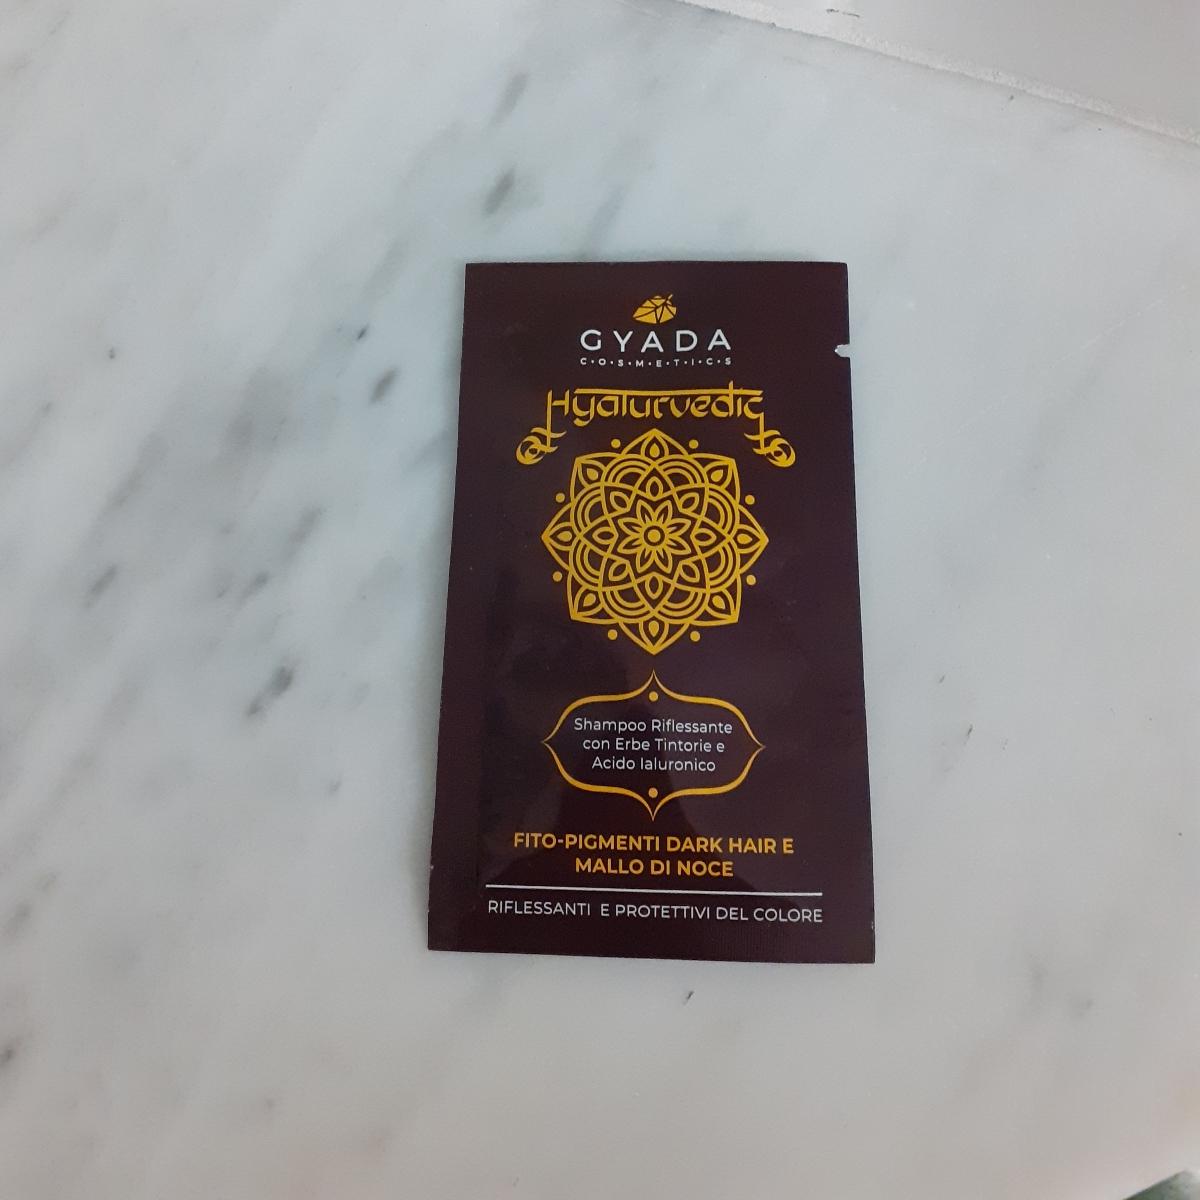 GYADA
C·O·S·M·E·T·I·C·S
Hyalurvedic
Shampoo Riflessante
con Erbe Tintorie e
Acido Ialuronico
FITO-PIGMENTI DARK HAIR E
MALLO DI NOCE
RIFLESSANTI E PROTETTIVI DEL COLORE